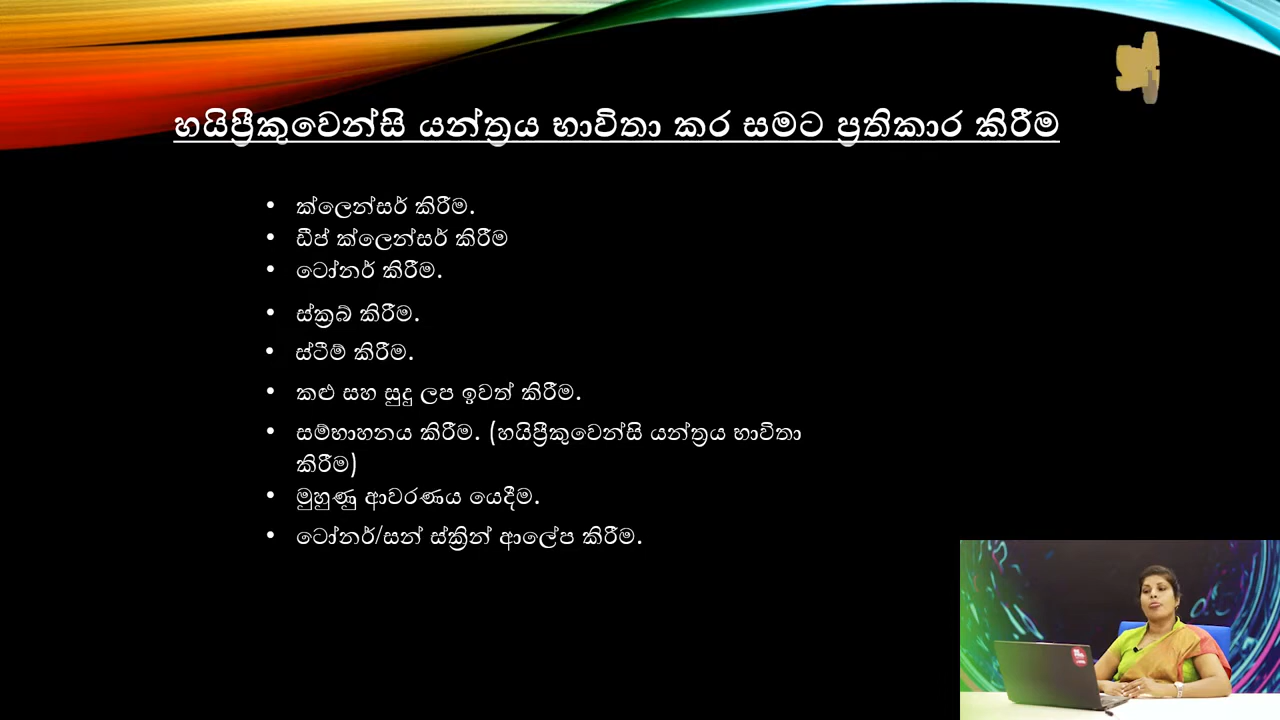 හයිප්‍රීකුවෙන්සි යන්ත්‍රය භාවිතා කර සමට ප්‍රතිකාර කිරීම
• ක්ලෙන්සර් කිරීම.
• ඩීප් ක්ලෙන්සර් කිරීම
• ටෝනර් කිරීම.
• ස්ක්‍රබ් කිරීම.
• ස්ටීම් කිරීම.
• කළු සහ සුදු ලප ඉවත් කිරීම.
• සම්භාහනය කිරීම. (හයිප්‍රීකුවෙන්සි යන්ත්‍රය භාවිතා
කිරීම)
• මුහුණු ආවරණය යෙදීම.
• ටෝනර්/සන් ස්ක්‍රින් ආලේප කිරීම.